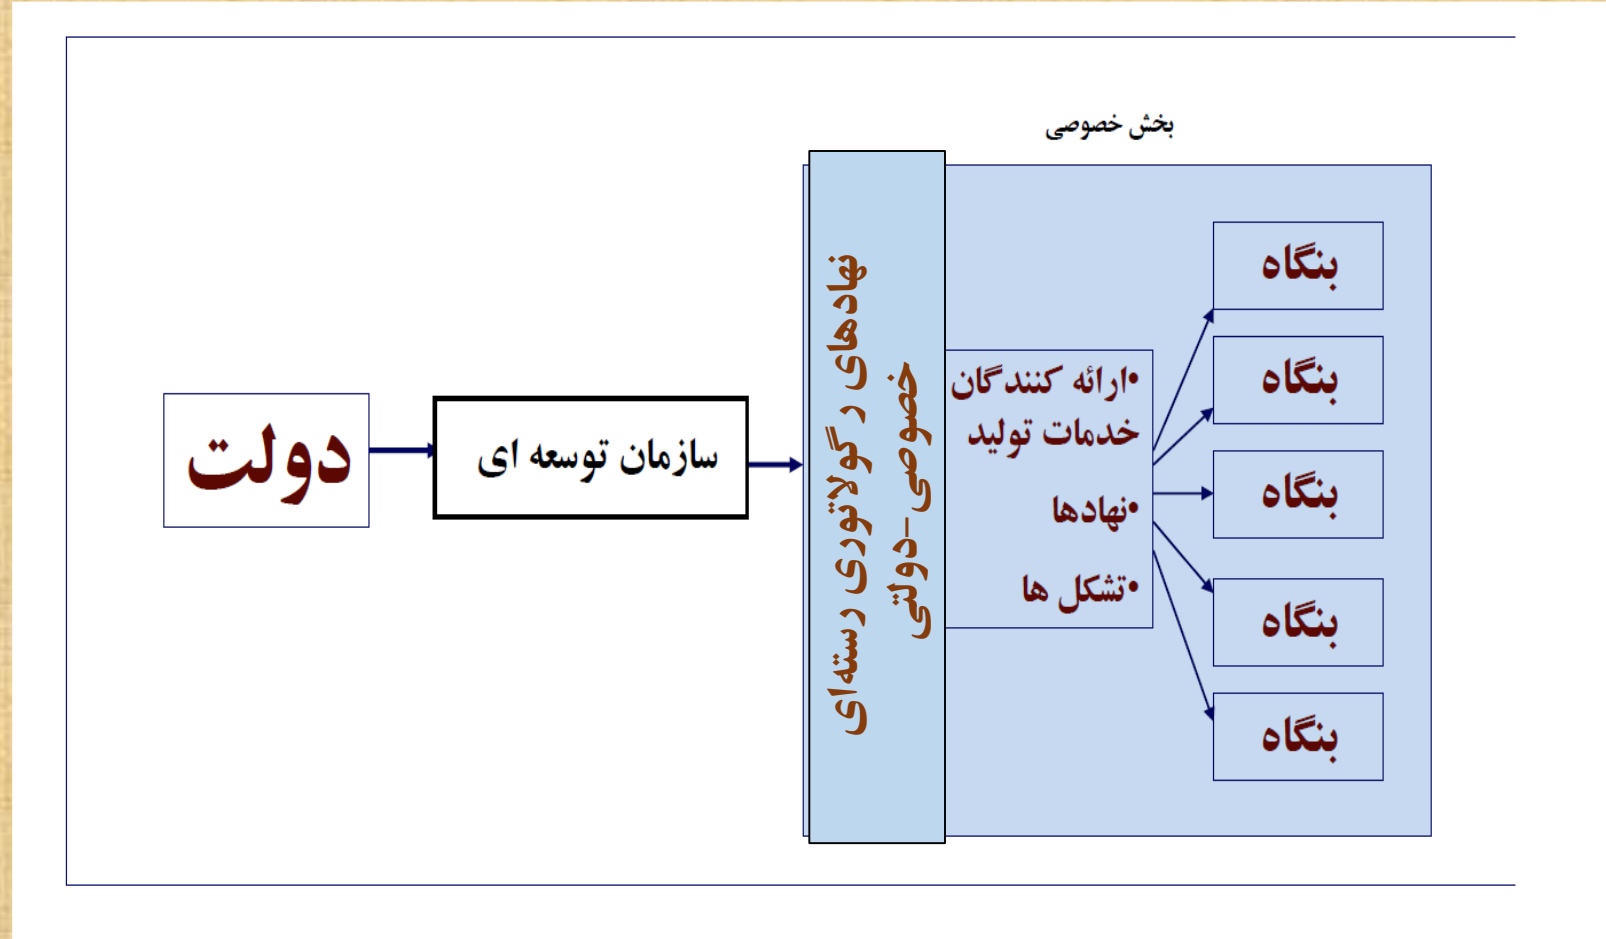 بخش خصوصی
دولت
سازمان توسعه ای
نهادهای رگولاتوری رسته‌ای
خصوصی-دولتی
•ارائه کنندگان
خدمات تولید
•نهادها
•تشکل ها
بنگاه
بنگاه
بنگاه
بنگاه
بنگاه